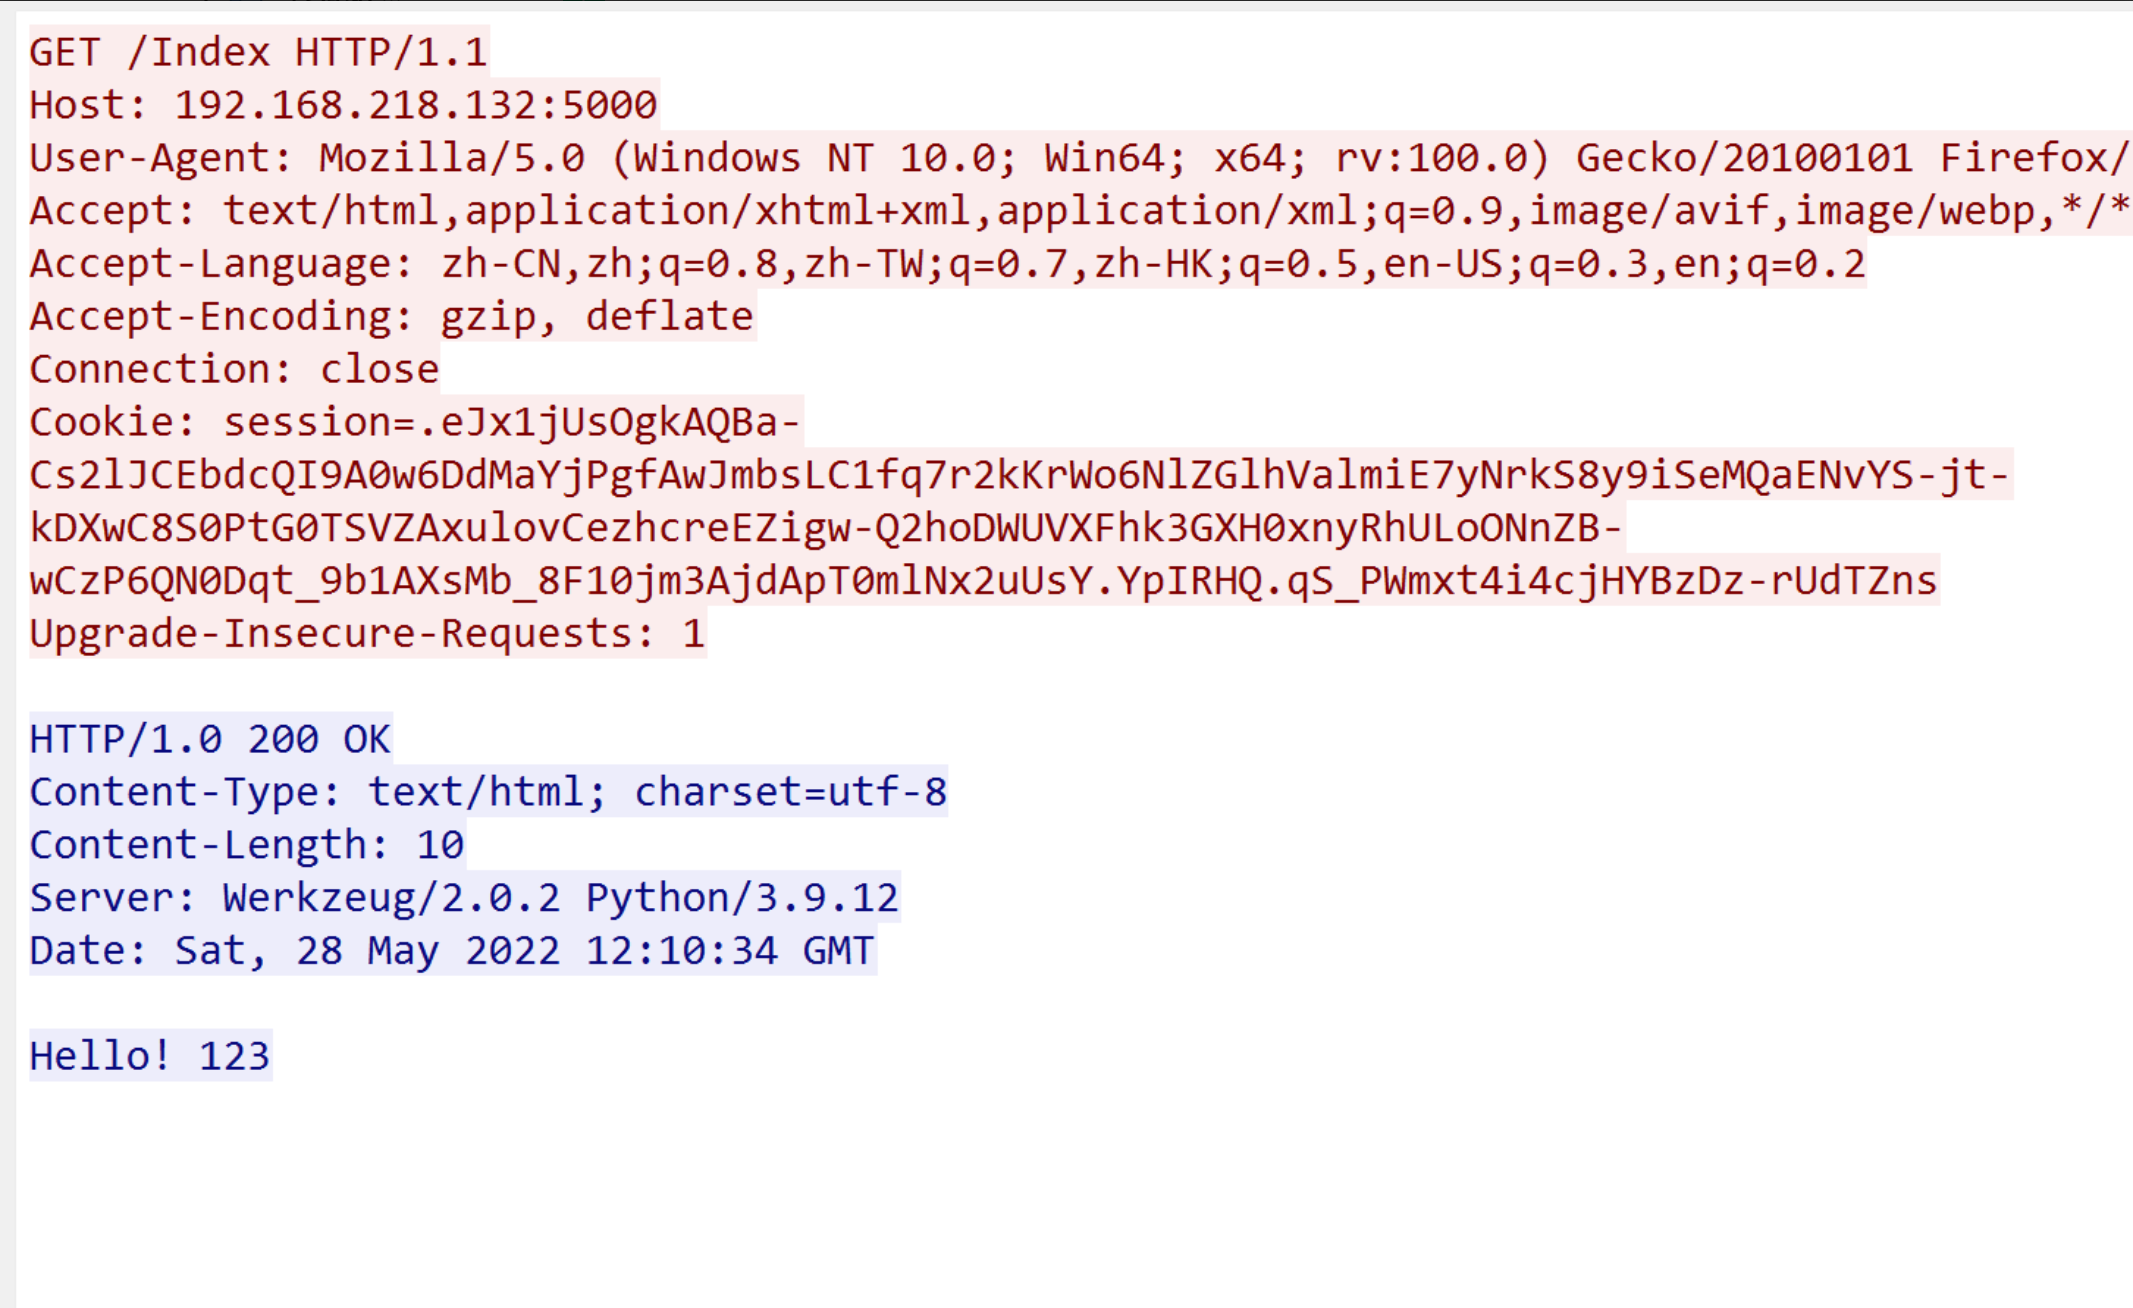 GET /Index HTTP/1.1
Host: 192.168.218.132:5000
User-Agent: Mozilla/5.0 (Windows NT 10.0; Win64; x64; rv:100.0) Gecko/20100101 Firefox/
Accept: text/html,application/xhtml+xml,application/xml;q=0.9,image/avif,image/webp,*/*
Accept-Language: zh-CN,zh;q=0.8,zh-TW;q=0.7,zh-HK;q=0.5,en-US;q=0.3,en;q=0.2
Accept-Encoding: gzip, deflate
Connection: close
Cookie: session=.eJx1jUsOgkAQBa-
Cs2lJCEbdcQI9A0w6DdMaYjPgfAwJmbsLC1fq7r2kKrWo6NlZGlhValmiE7yNrkS8y9iSeMQaENvYS-jt-
kDXwC8S0PtG0TSVZAxulovCezhcreEZigw-Q2hoDWUVXFhk3GXH0xnyRhULoONnZB-
wCzP6QN0Dqt_9b1AXsMb_8F10jm3AjdApT0mlNx2uUsY.YpIRHQ.qS_PWmxt4i4cjHYBzDz-rUdTZns
Upgrade-Insecure-Requests: 1
HTTP/1.0 200 OK
Content-Type: text/html; charset=utf-8
Content-Length: 10
Server: Werkzeug/2.0.2 Python/3.9.12
Date: Sat, 28 May 2022 12:10:34 GMT
Hello! 123